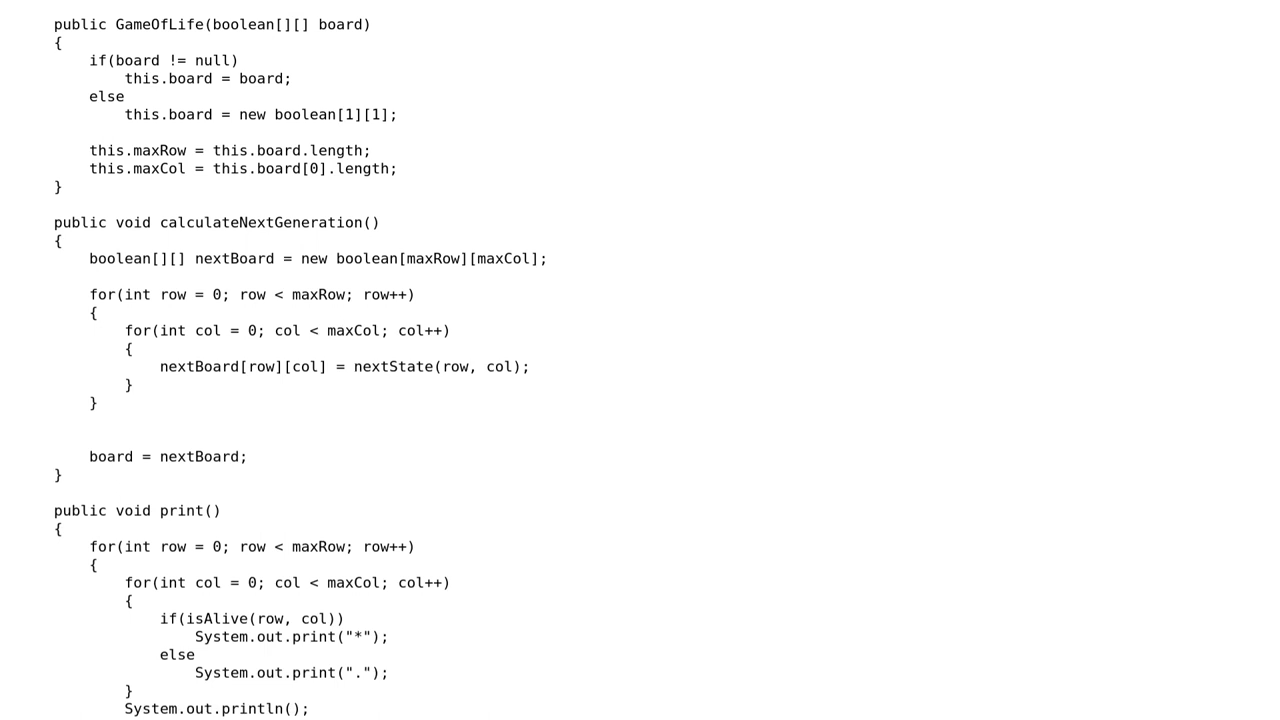 public GameOfLife(boolean[][] board)
{
    if(board != null)
        this.board = board;
    else
        this.board = new boolean[1][1];

    this.maxRow = this.board.length;
    this.maxCol = this.board[0].length;
}

public void calculateNextGeneration()
{
    boolean[][] nextBoard = new boolean[maxRow][maxCol];

    for(int row = 0; row < maxRow; row++)
    {
        for(int col = 0; col < maxCol; col++)
        {
            nextBoard[row][col] = nextState(row, col);
        }
    }


    board = nextBoard;
}

public void print()
{
    for(int row = 0; row < maxRow; row++)
    {
        for(int col = 0; col < maxCol; col++)
        {
            if(isAlive(row, col))
                System.out.print("*");
            else
                System.out.print(".");
        }
        System.out.println();